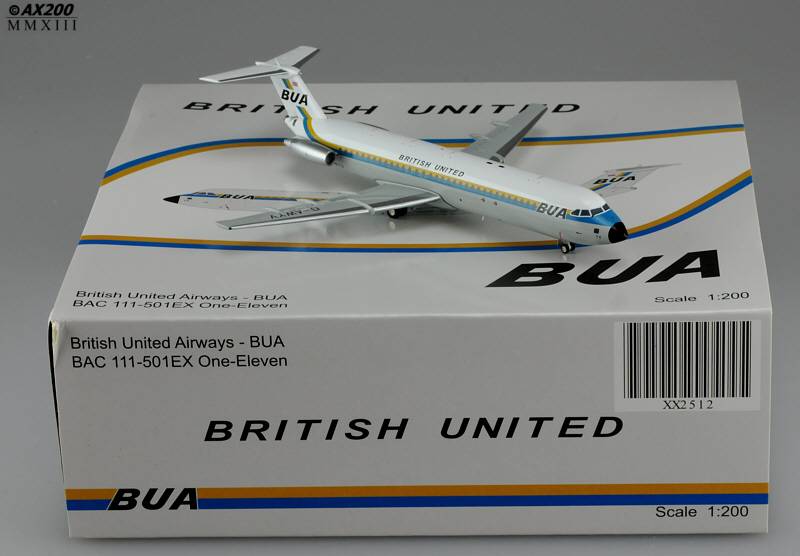 ©AX200
MMXIII
BRITISH UNITED
BUA
BRITISH UNITED
BUA
BUA
BUA
G-AWYV
BUA
British United Airways - BUA
BAC 111-501EX One-Eleven
Scale 1:200
British United Airways - BUA
BAC 111-501EX One-Eleven
XX2512
BRITISH UNITED
BUA
Scale 1:200